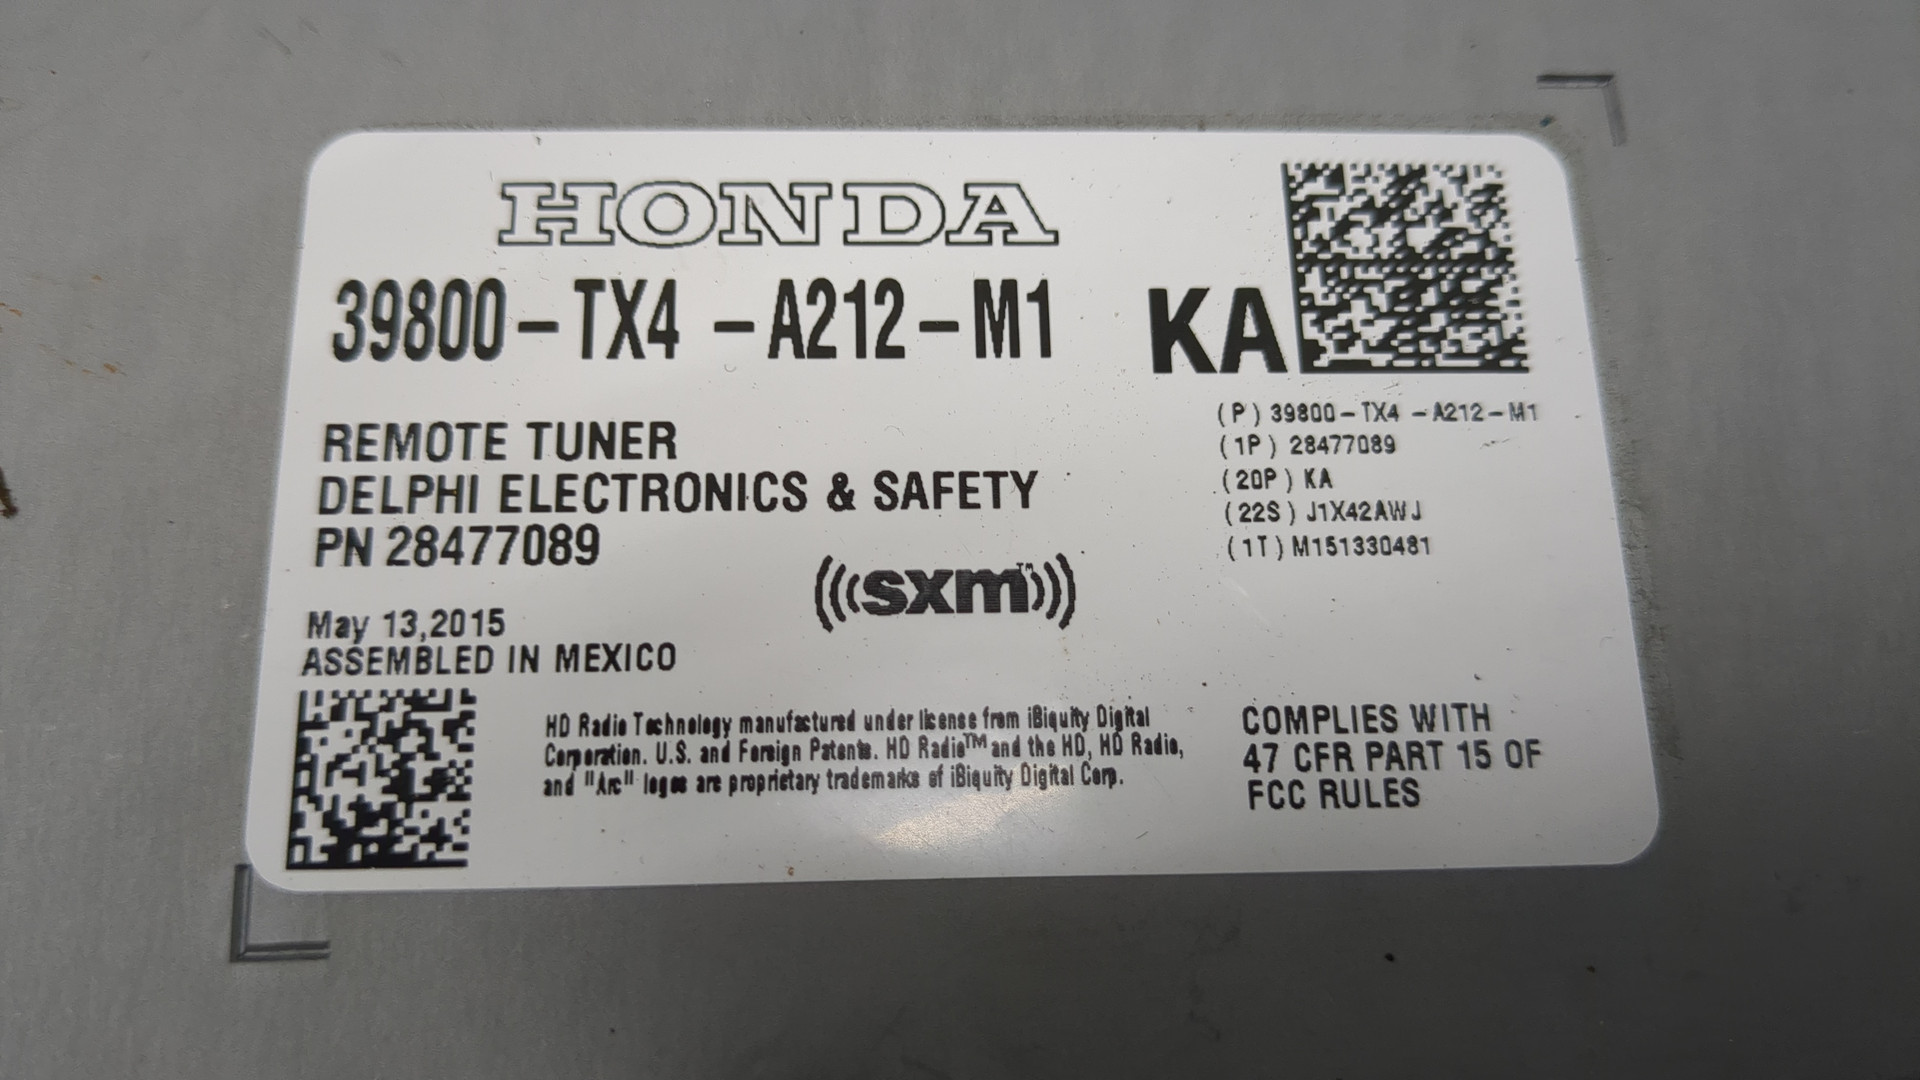 HONDA
39800-TX4 -A212-M1 KA
REMOTE TUNER
DELPHI ELECTRONICS & SAFETY
PN 28477089
(P) 39800-TX4 -A212-M1
(1P) 28477089
(20P) KA
(22S) J1X42AWJ
(1T) M151330481
(((sxm™)))
May 13,2015
ASSEMBLED IN MEXICO
HD Radio Technology manufactured under license from iBiquity Digital
Corporation. U.S. and Foreign Patents. HD Radio™ and the HD, HD Radio,
and "Arc" logos are proprietary trademarks of iBiquity Digital Corp.
COMPLIES WITH
47 CFR PART 15 OF
FCC RULES